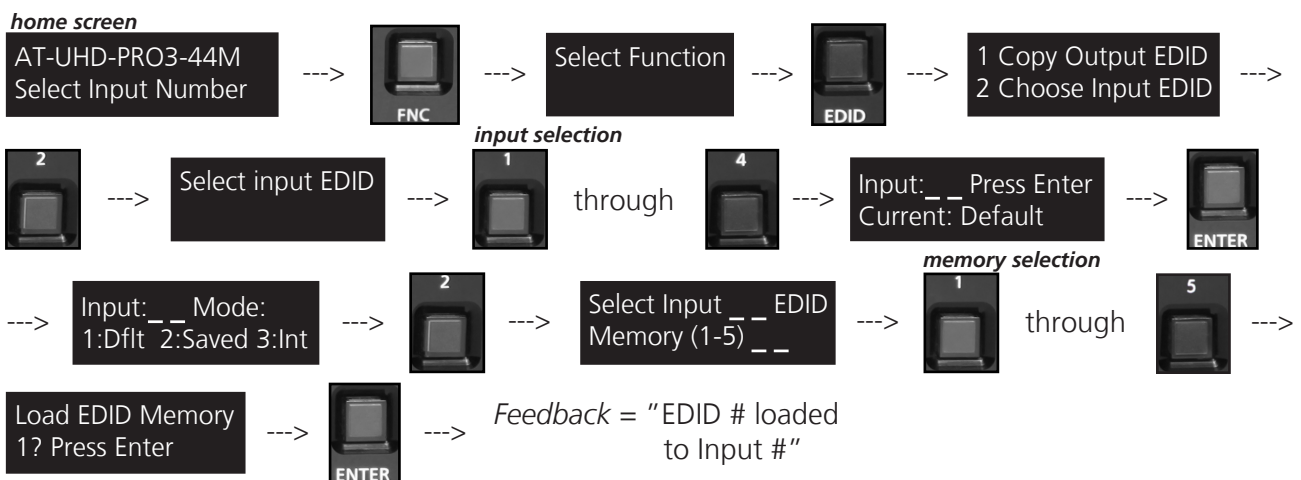 home screen
AT-UHD-PRO3-44M
Select Input Number
--->
FNC
--->
Select Function
--->
EDID
--->
1 Copy Output EDID
2 Choose Input EDID
--->
2
--->
Select input EDID
--->
input selection
1
through
4
--->
Input:_ _ Press Enter
Current: Default
--->
ENTER
--->
Input:_ _ Mode:
1:Dflt 2:Saved 3:Int
--->
2
--->
Select Input _ _ EDID
Memory (1-5) _ _
--->
memory selection
1
through
5
--->
Load EDID Memory
1? Press Enter
--->
ENTER
--->
Feedback = "EDID # loaded
to Input #"